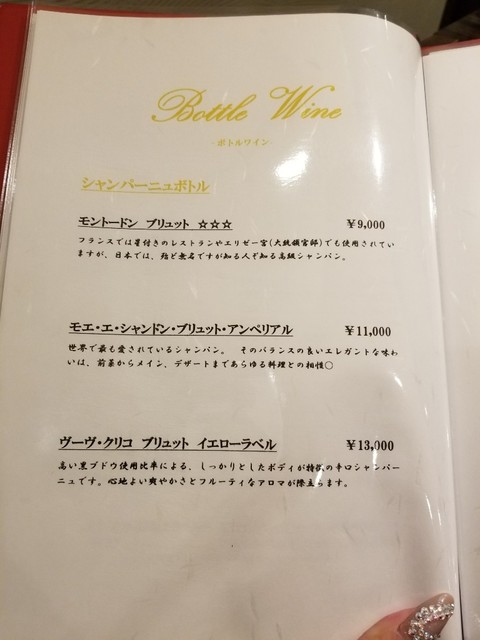 Bottle Wine
-ボトルワイン-
シャンパーニュボトル
モントードン ブリュット ☆☆☆ ￥9,000
フランスでは星付きのレストランやエリゼー宮(大統領官邸)でも使用されてい
ますが、日本では、殆ど無名ですが知る人ぞ知る高級シャンパン。
モエ・エ・シャンドン・ブリュット・アンペリアル ￥11,000
世界で最も愛されているシャンパン。 そのバランスの良いエレガントな味わ
いは、前菜からメイン、デザートまであらゆる料理との相性〇
ヴーヴ・クリコ ブリュット イエローラベル ￥13,000
高い黒ブドウ使用比率による、しっかりとしたボディが特徴の辛口シャンパー
ニュです。心地よい爽やかさとフルーティなアロマが際立ちます。